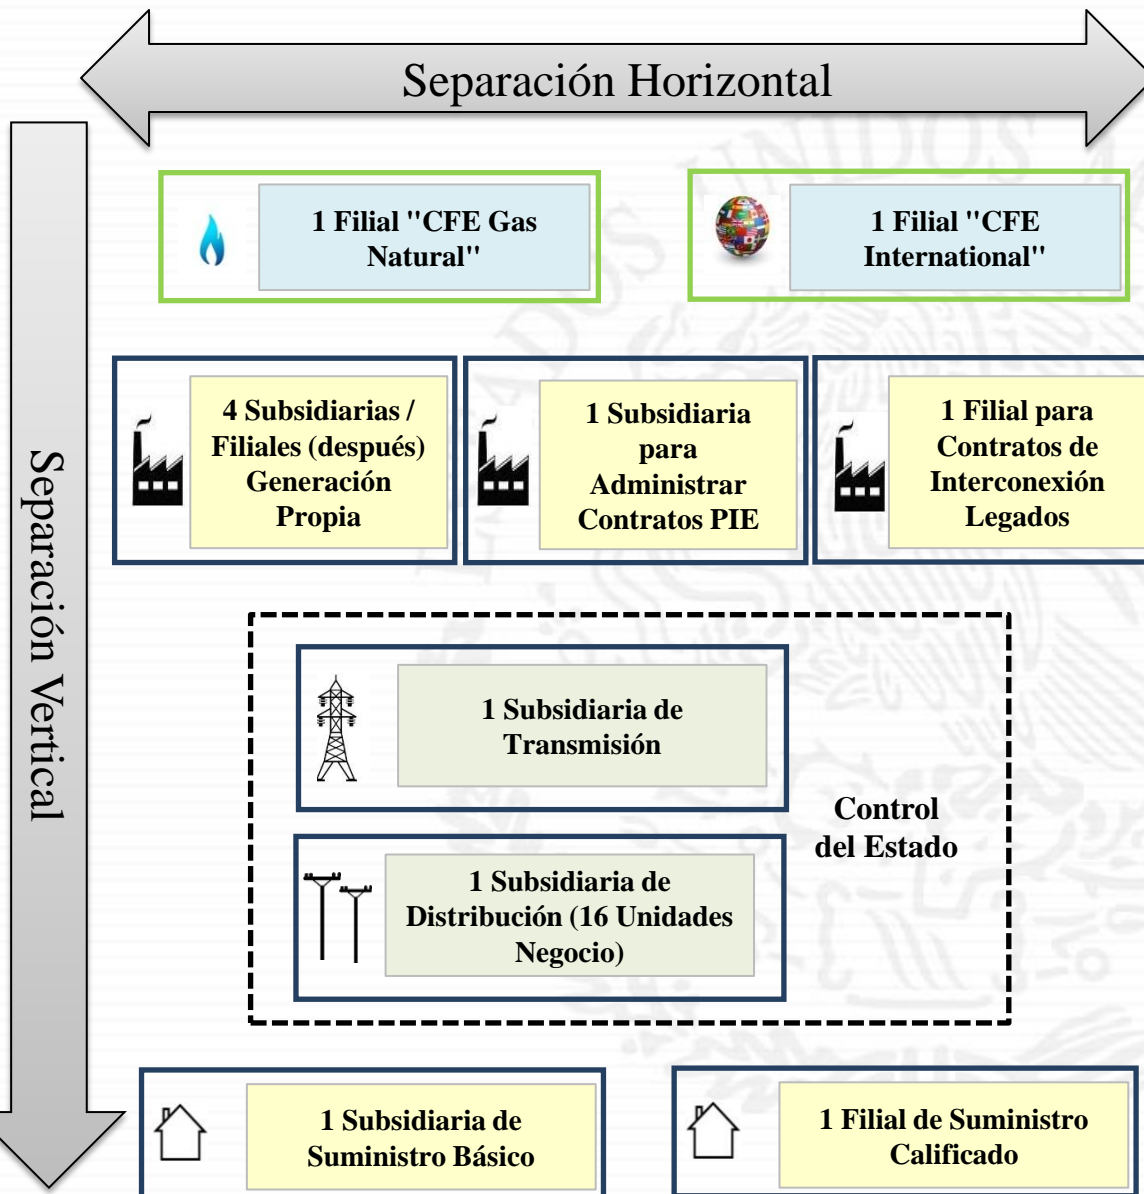 Separación Horizontal
Separación Vertical
1 Filial "CFE Gas
Natural"
1 Filial "CFE
International"
4 Subsidiarias /
Filiales (después)
Generación
Propia
1 Subsidiaria
para
Administrar
Contratos PIE
1 Filial para
Contratos de
Interconexión
Legados
1 Subsidiaria de
Transmisión
Control
del Estado
1 Subsidiaria de
Distribución (16 Unidades
Negocio)
1 Subsidiaria de
Suministro Básico
1 Filial de Suministro
Calificado